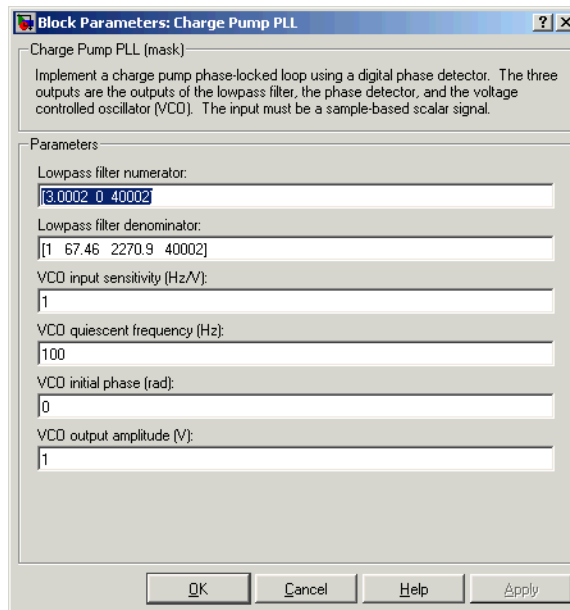 Block Parameters: Charge Pump PLL
Charge Pump PLL (mask)
Implement a charge pump phase-locked loop using a digital phase detector. The three
outputs are the outputs of the lowpass filter, the phase detector, and the voltage
controlled oscillator (VCO). The input must be a sample-based scalar signal.
Parameters
Lowpass filter numerator:
[3.0002 0 40002]
Lowpass filter denominator:
[1 67.46 2270.9 40002]
VCO input sensitivity (Hz/V):
1
VCO quiescent frequency (Hz):
100
VCO initial phase (rad):
0
VCO output amplitude (V):
1
OK Cancel Help Apply